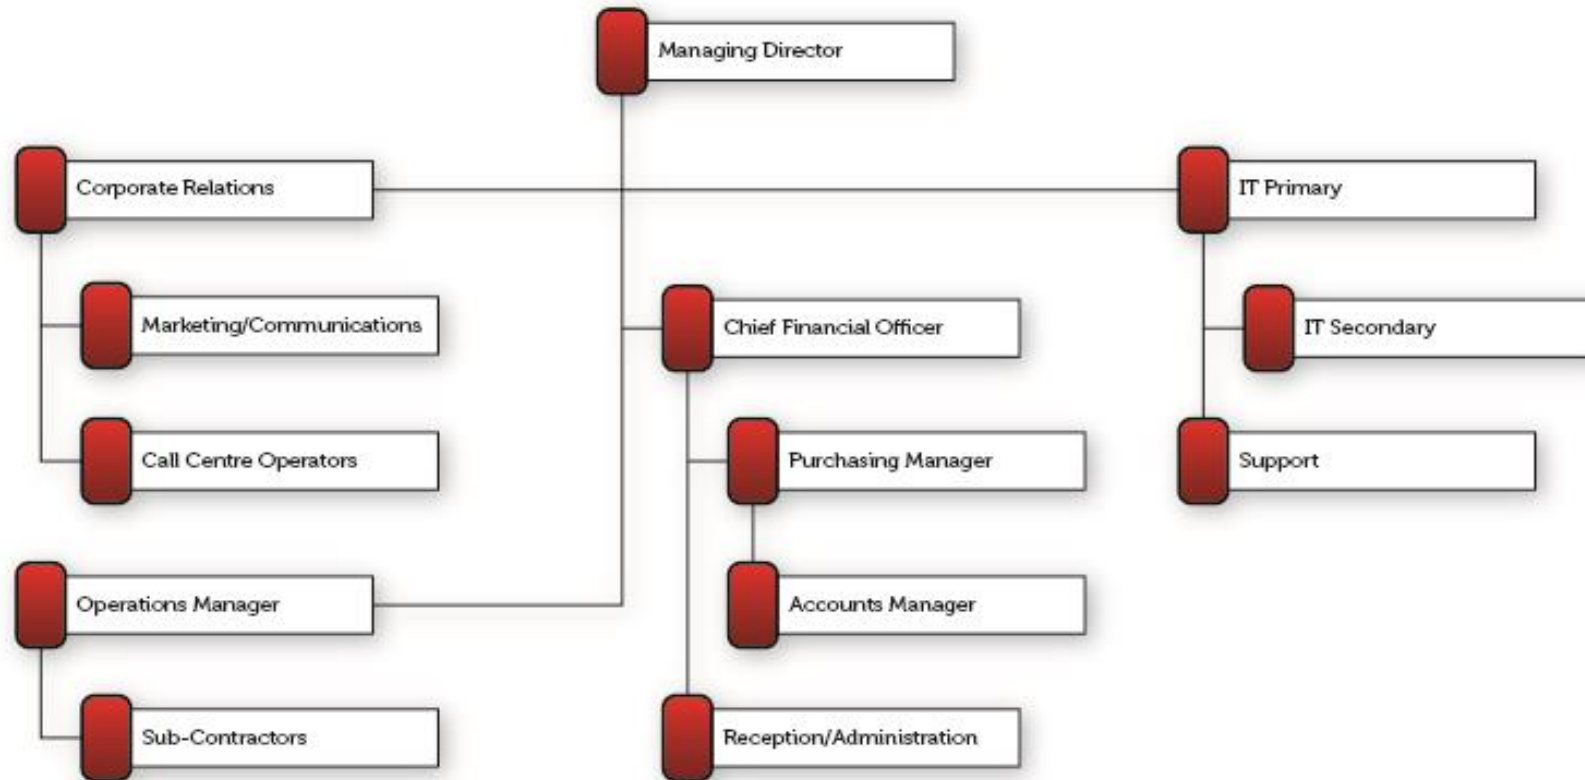 Managing Director
Corporate Relations
IT Primary
Marketing/Communications
Chief Financial Officer
IT Secondary
Call Centre Operators
Purchasing Manager
Support
Operations Manager
Accounts Manager
Sub-Contractors
Reception/Administration